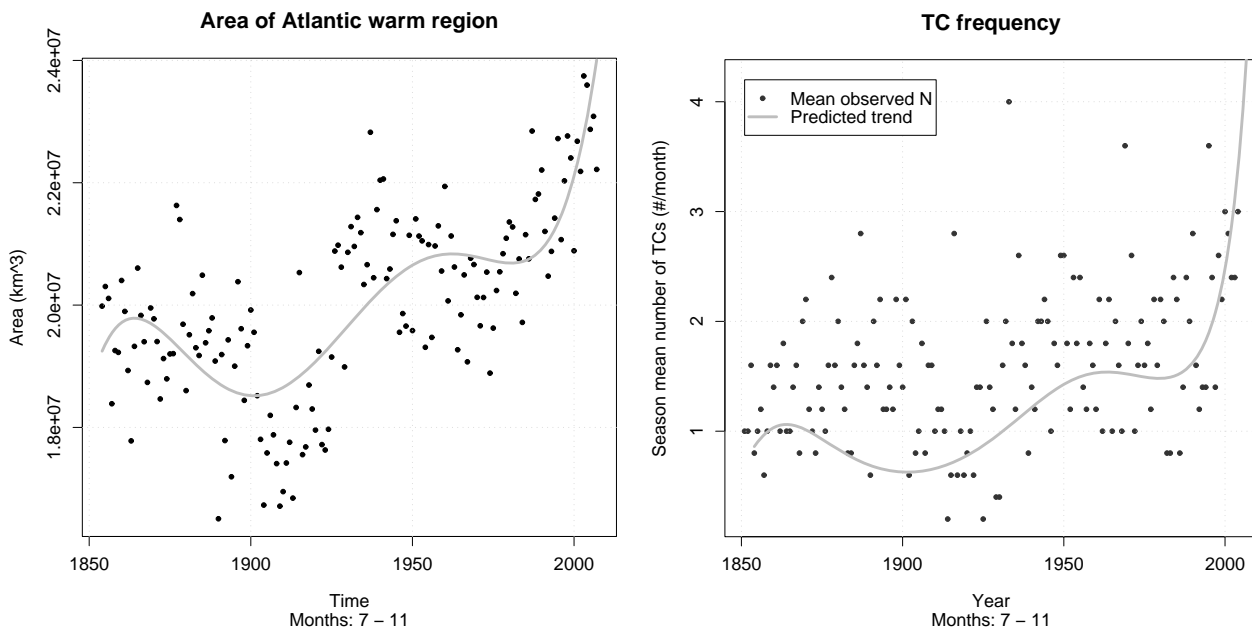 Area of Atlantic warm region
Area (km^3)
2.4e+07
2.2e+07
2.0e+07
1.8e+07
1850 1900 1950 2000
Time
Months: 7 – 11
TC frequency
Mean observed N
Predicted trend
Season mean number of TCs (#/month)
4
3
2
1
1850 1900 1950 2000
Year
Months: 7 – 11